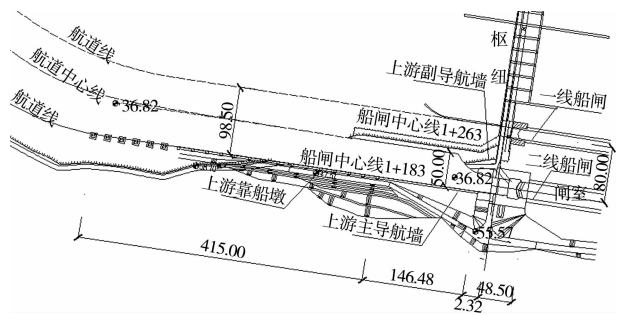 航道线
航道中心线
航道线
36.82
98.50
枢
纽
上游副导航墙
一线船闸
船闸中心线1+263
船闸中心线1+183
50.00
36.82
二线船闸
80.00
闸室
上游靠船墩
上游主导航墙
415.00
146.48
2.32
48.50